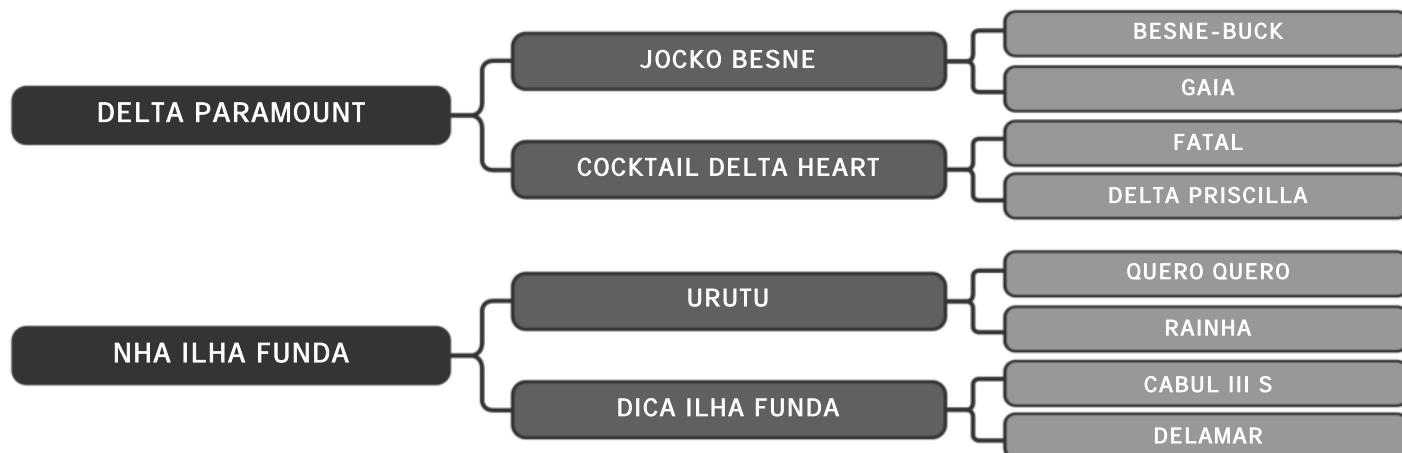 DELTA PARAMOUNT
JOCKO BESNE
BESNE-BUCK
GAIA
COCKTAIL DELTA HEART
FATAL
DELTA PRISCILLA
NHA ILHA FUNDA
URUTU
QUERO QUERO
RAINHA
DICA ILHA FUNDA
CABUL III S
DELAMAR